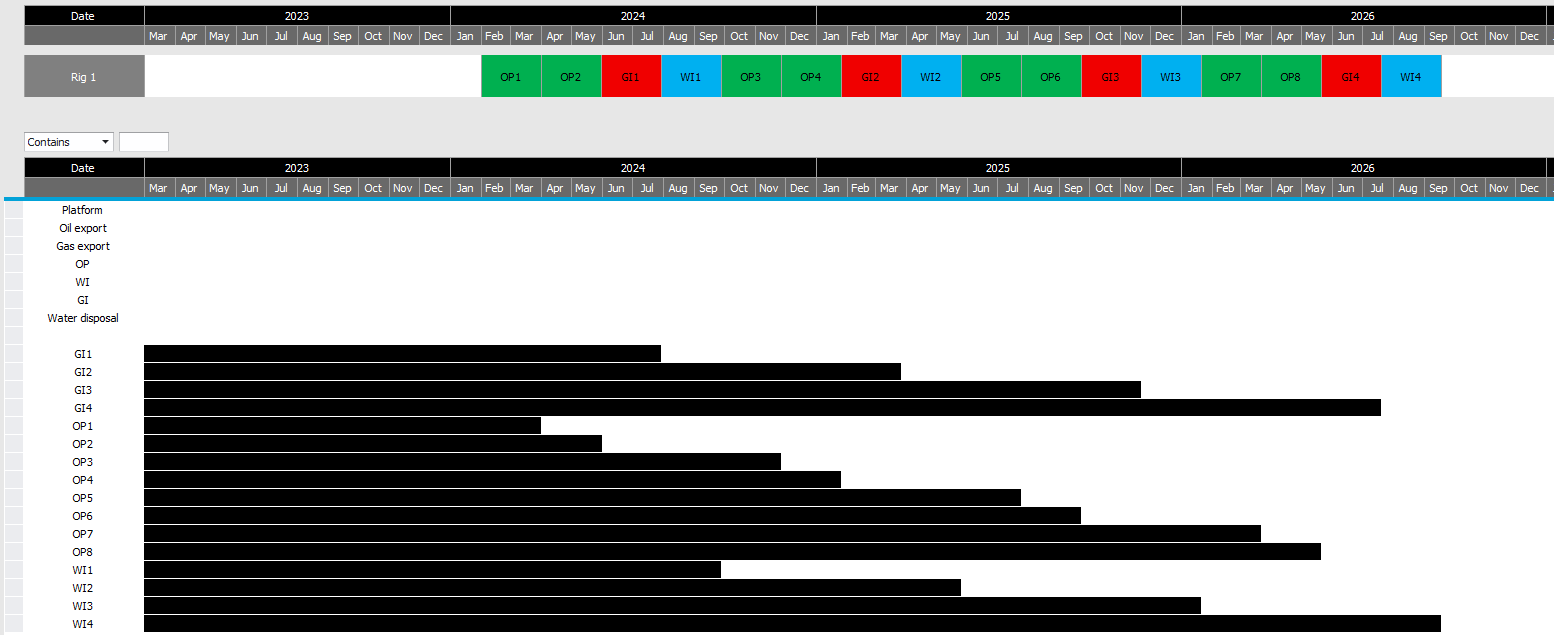 Date 2023 2024 2025 2026
Mar Apr May Jun Jul Aug Sep Oct Nov Dec Jan Feb Mar Apr May Jun Jul Aug Sep Oct Nov Dec Jan Feb Mar Apr May Jun Jul Aug Sep Oct Nov Dec Jan Feb Mar Apr May Jun Jul Aug Sep Oct Nov Dec
Rig 1 OP1 OP2 GI1 WI1 OP3 OP4 GI2 WI2 OP5 OP6 GI3 WI3 OP7 OP8 GI4 WI4
Contains
Date 2023 2024 2025 2026
Mar Apr May Jun Jul Aug Sep Oct Nov Dec Jan Feb Mar Apr May Jun Jul Aug Sep Oct Nov Dec Jan Feb Mar Apr May Jun Jul Aug Sep Oct Nov Dec Jan Feb Mar Apr May Jun Jul Aug Sep Oct Nov Dec
Platform
Oil export
Gas export
OP
WI
GI
Water disposal
GI1
GI2
GI3
GI4
OP1
OP2
OP3
OP4
OP5
OP6
OP7
OP8
WI1
WI2
WI3
WI4